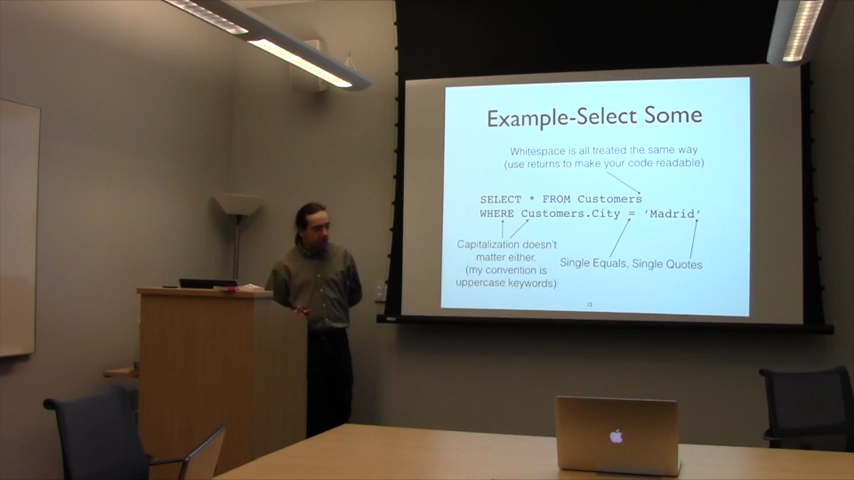 Example-Select Some
Whitespace is all treated the same way
(use returns to make your code readable)
SELECT * FROM Customers
WHERE Customers.City = ‘Madrid’
Capitalization doesn't
matter either.
(my convention is
uppercase keywords)
Single Equals, Single Quotes
12